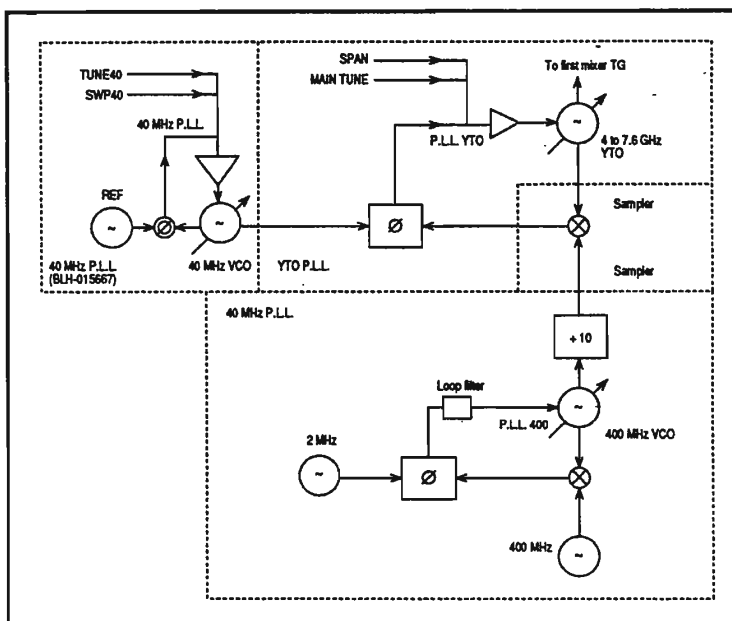 TUNE40
SWP40
40 MHz P.L.L.
REF
40 MHz P.L.L.
(BLH-015667)
40 MHz VCO
SPAN
MAIN TUNE
P.L.L. YTO
To first mixer TG
4 to 7.6 GHz
YTO
YTO P.L.L.
Sampler
Sampler
40 MHz P.L.L.
÷ 10
Loop filter
P.L.L. 400
400 MHz VCO
2 MHz
400 MHz